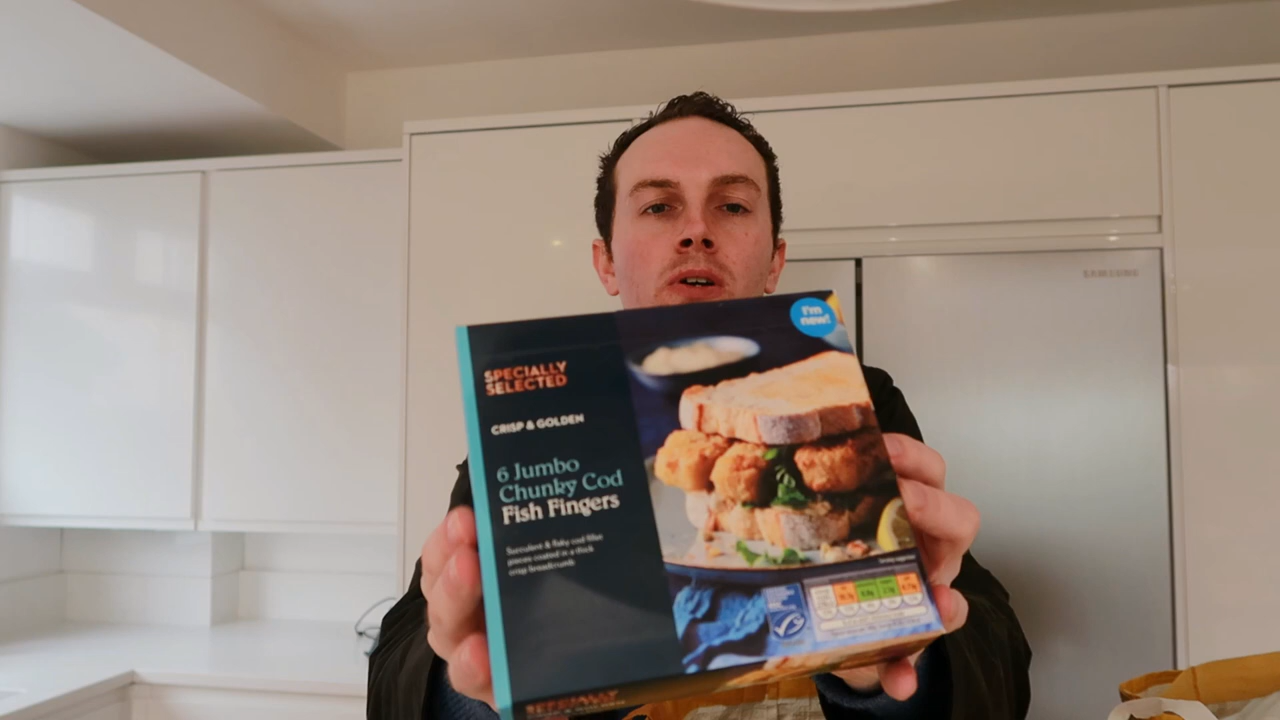 SAMSUNG
I'm
new!
SPECIALLY
SELECTED
CRISP & GOLDEN
6 Jumbo
Chunky Cod
Fish Fingers
Succulent & flaky cod fillet
pieces coated in a thick
crisp breadcrumb
SPECIALLY